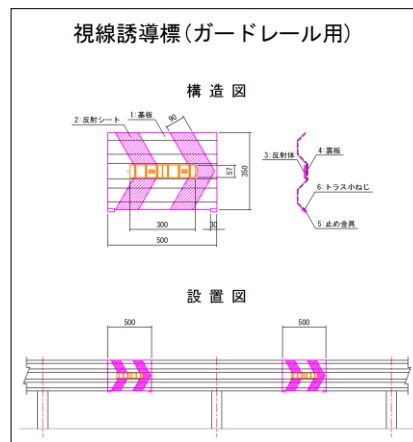 視線誘導標(ガードレール用)
構造図
2:反射シート
1:基板
90
3:反射体
4:裏板
57
350
6:トラス小ねじ
300
30
5:止め金具
500
設置図
500
500